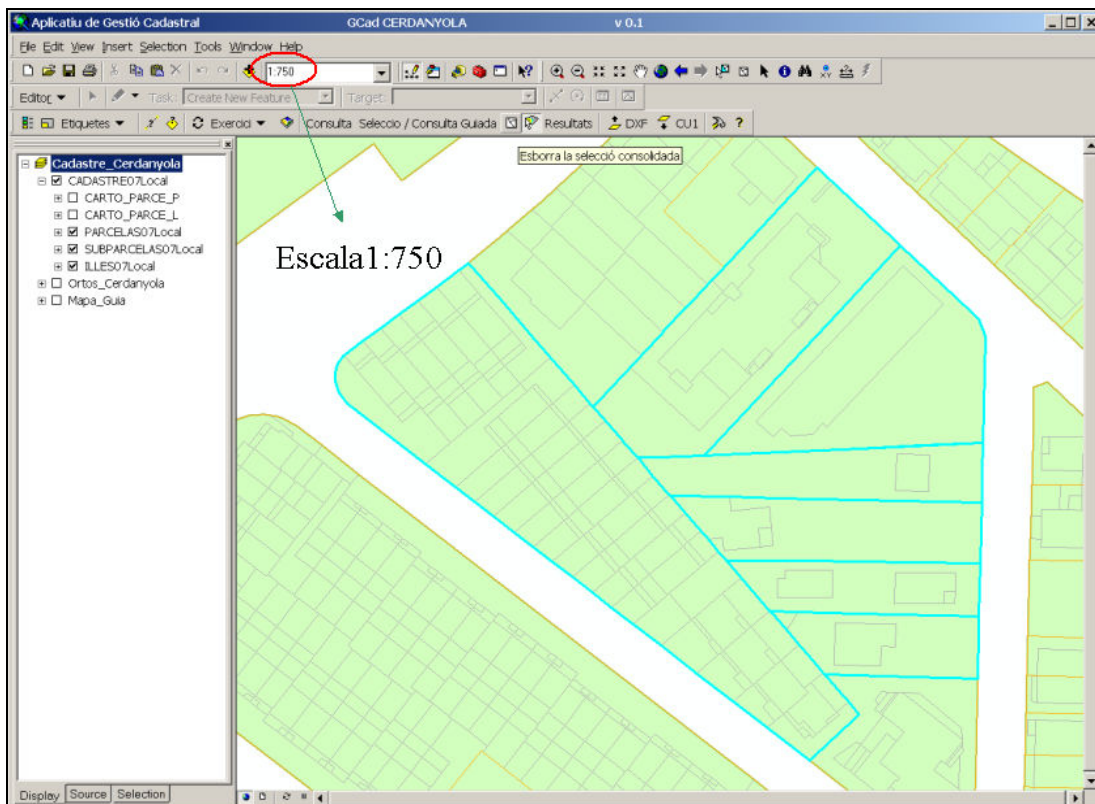 Aplicatiu de Gestió Cadastral GCad CERDANYOLA v 0.1
File Edit View Insert Selection Tools Window Help
1:750
Editor Task: Create New Feature Target:
Etiquetes Exercici Consulta Seleccio / Consulta Guiada Resultats DXF CU1 ?
Esborra la selecció consolidada
Cadastre_Cerdanyola
CADASTRE07Local
CARTO_PARCE_P
CARTO_PARCE_L
PARCELAS07Local
SUBPARCELAS07Local
ILLES07Local
Ortos_Cerdanyola
Mapa_Guia
Escala1:750
Display Source Selection